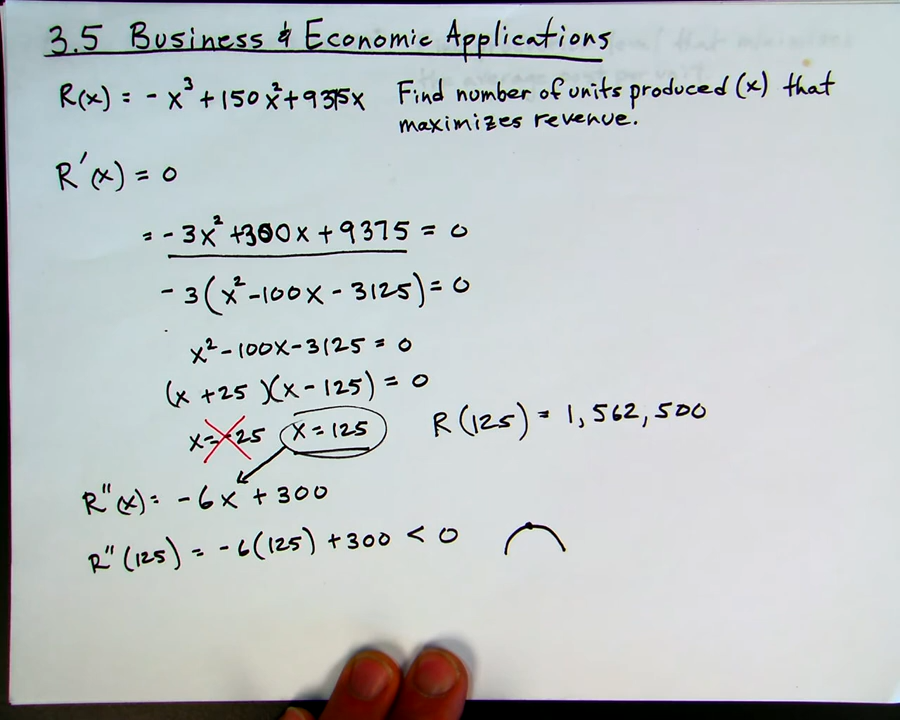 3.5 Business & Economic Applications
R(x) = - x³ + 150x² + 9375x Find number of units produced (x) that
maximizes revenue.
R'(x) = 0
= - 3x² + 300x + 9375 = 0
- 3(x² - 100x - 3125) = 0
x² - 100x - 3125 = 0
(x + 25 )(x - 125) = 0
x = -25 x = 125 R(125) = 1,562,500
R"(x) = - 6x + 300
R"(125) = - 6(125) + 300 < 0